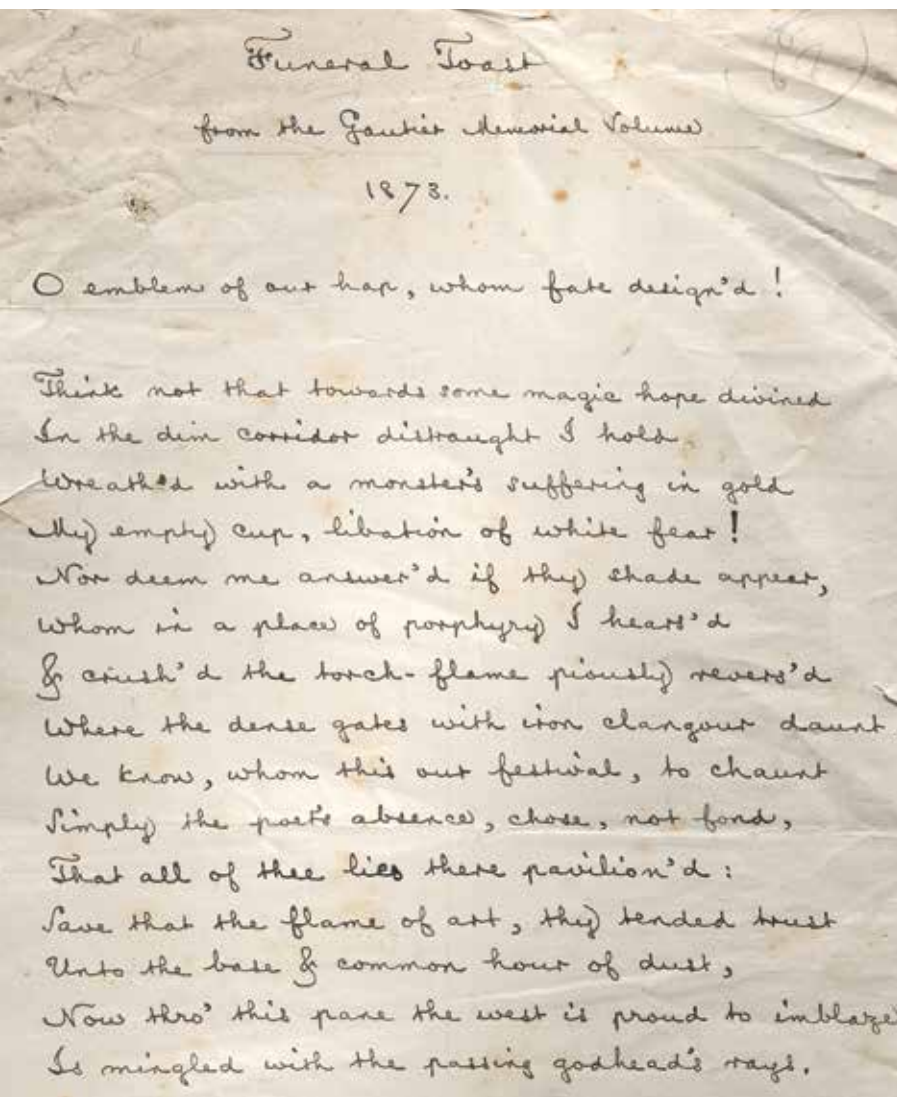 Funeral Toast
from the Gautier Memorial Volume
1873.
O emblem of our hap, whom fate design'd!
Think not that towards some magic hope divined
In the dim corridor distraught I hold
Wreath'd with a monster's suffering in gold
My empty cup, libation of white fear!
Nor deem me answer'd if thy shade appear,
Whom in a place of porphyry I hears'd
& crush'd the torch-flame piously revers'd
Where the dense gates with iron clangour daunt
We know, whom this our festival, to chaunt
Simply the poet's absence, chose, not fond,
That all of thee lies there pavilion'd:
Save that the flame of art, thy tended trust
Unto the base & common hour of dust,
Now thro' this pane the west is proud to imblaze
Is mingled with the passing godhead's rays.